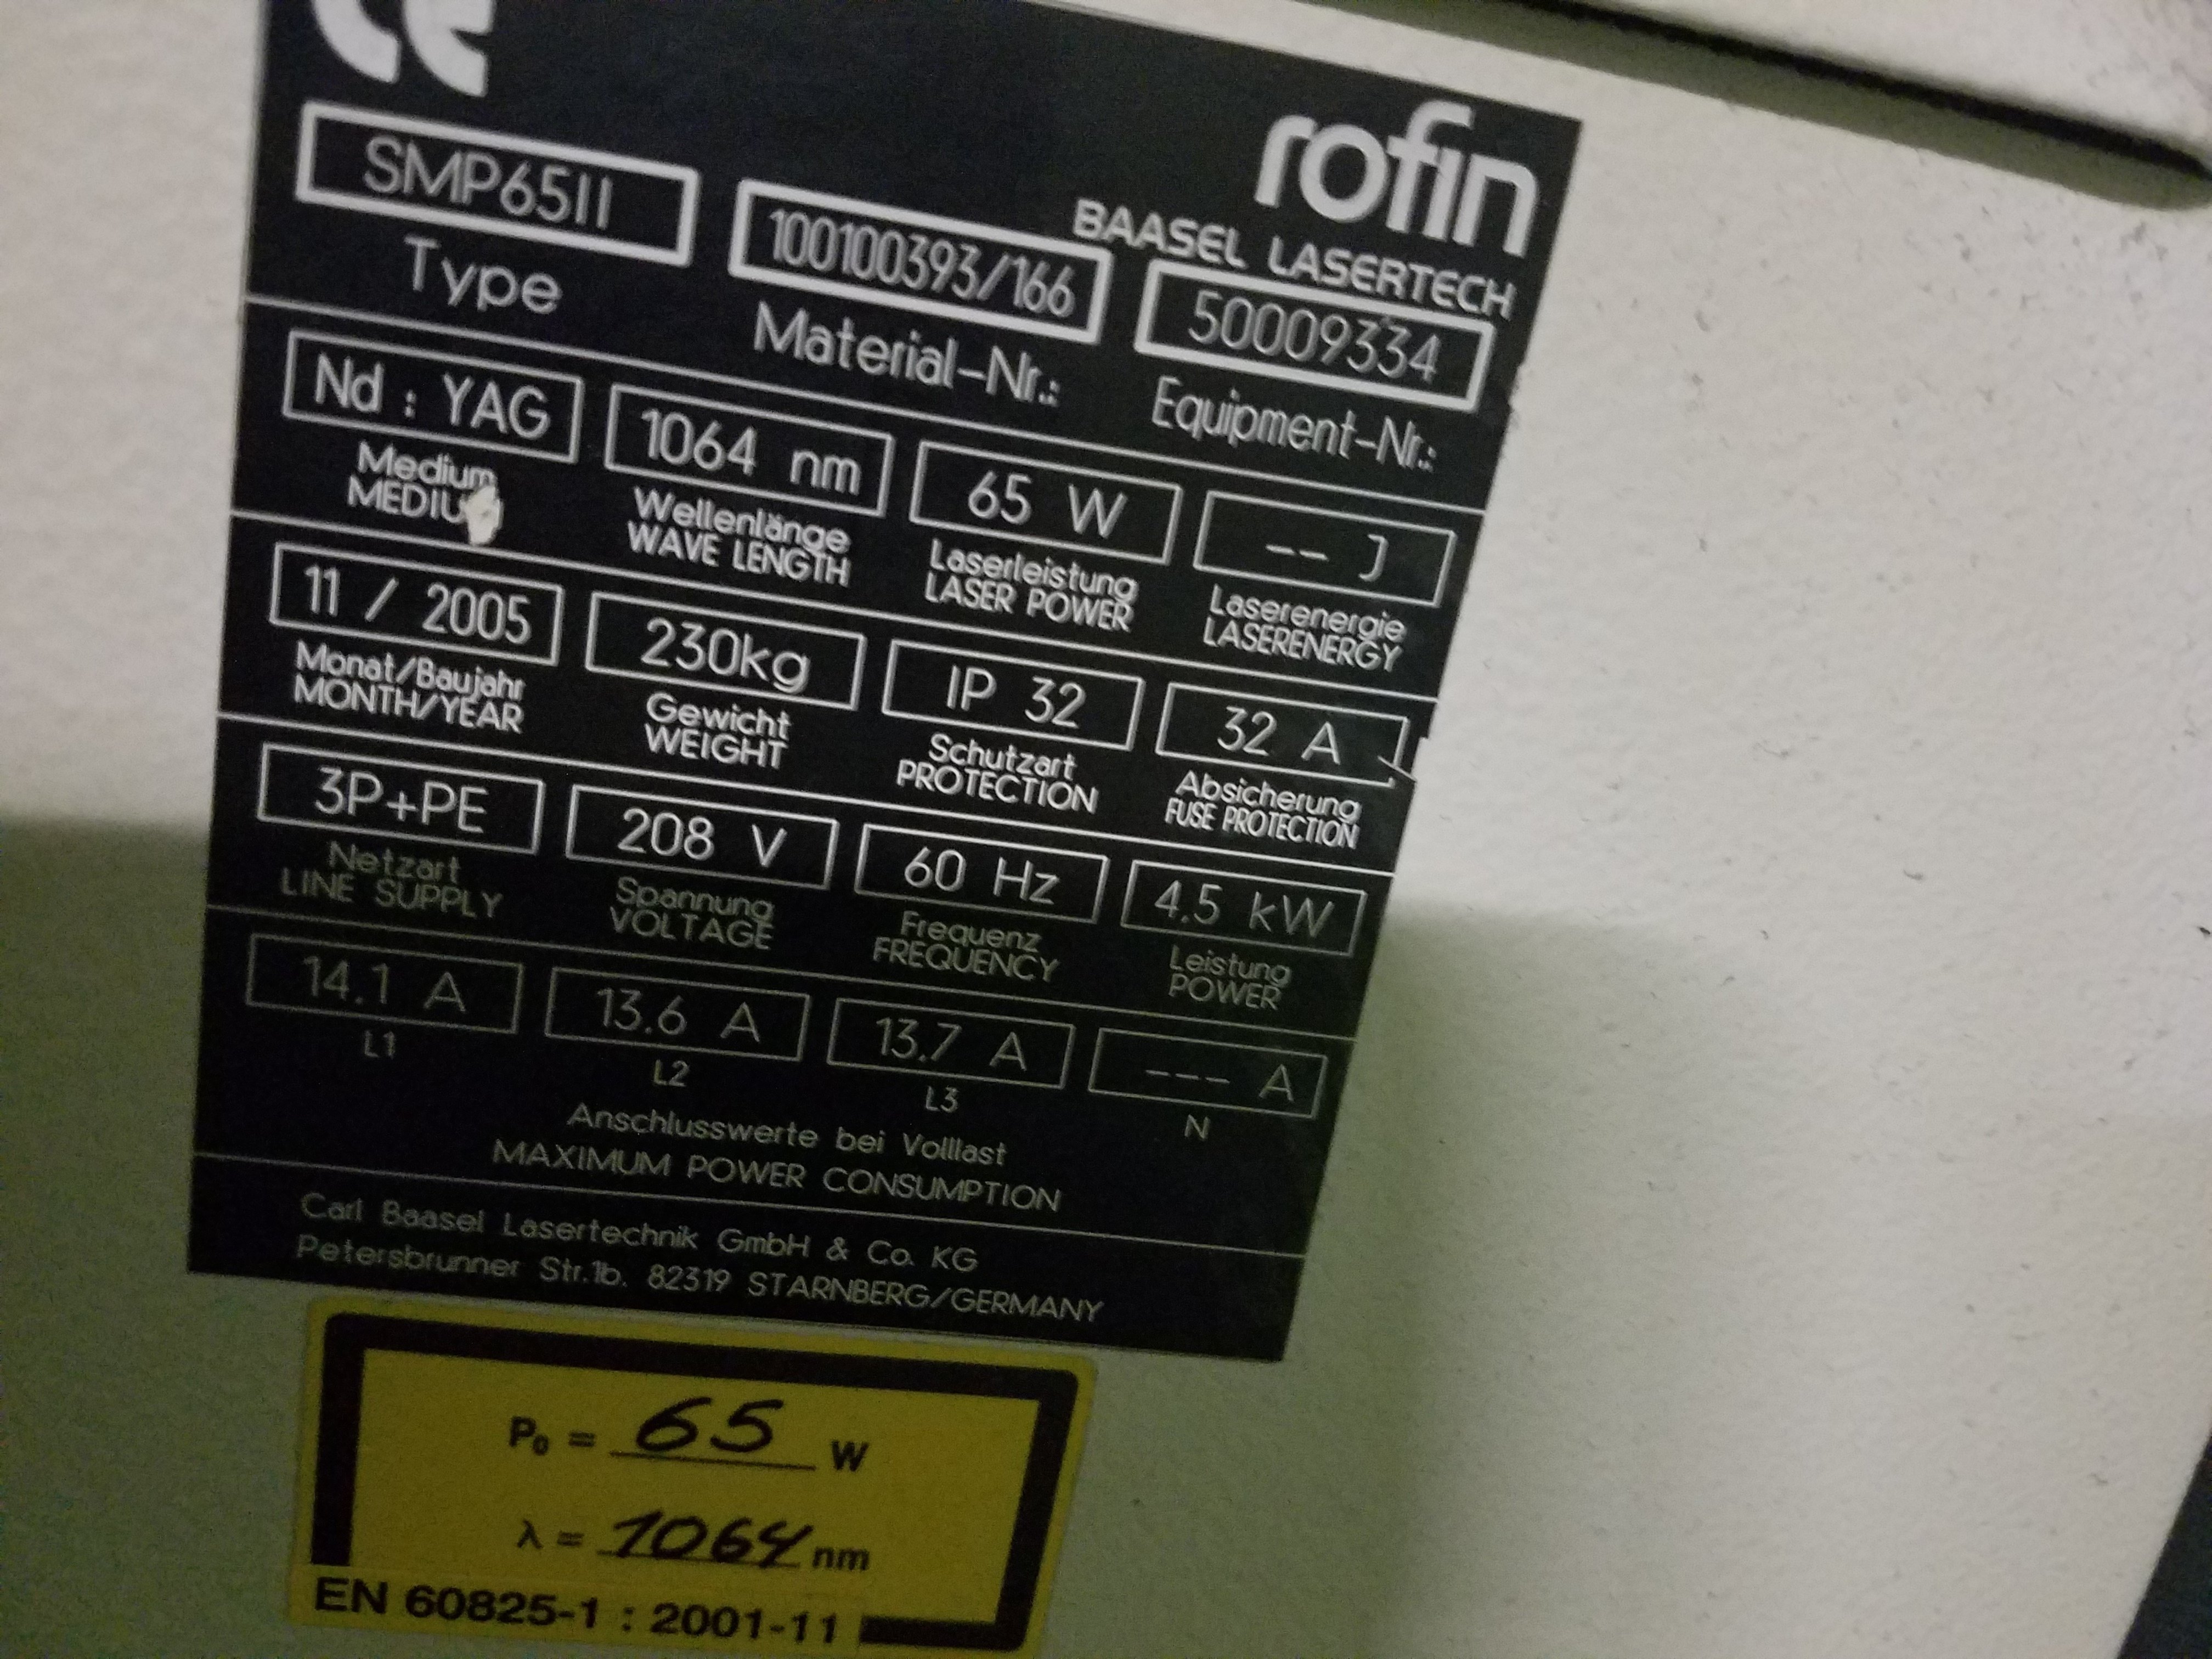 CE
rofin
BAASEL LASERTECH
SMP65II 100100393/166 50009334
Type Material-Nr.: Equipment-Nr.:
Nd : YAG 1064 nm 65 W -- J
Medium Wellenlänge Laserleistung Laserenergie
MEDIU WAVE LENGTH LASER POWER LASERENERGY
11 / 2005 230kg IP 32 32 A
Monat/Baujahr Gewicht Schutzart Absicherung
MONTH/YEAR WEIGHT PROTECTION FUSE PROTECTION
3P+PE 208 V 60 Hz 4.5 kW
Netzart Spannung Frequenz Leistung
LINE SUPPLY VOLTAGE FREQUENCY POWER
14.1 A 13.6 A 13.7 A --- A
L1 L2 L3 N
Anschlusswerte bei Volllast
MAXIMUM POWER CONSUMPTION
Carl Baasel Lasertechnik GmbH & Co. KG
Petersbrunner Str.1b. 82319 STARNBERG/GERMANY
P0 = 65 W
λ = 1064 nm
EN 60825-1 : 2001-11